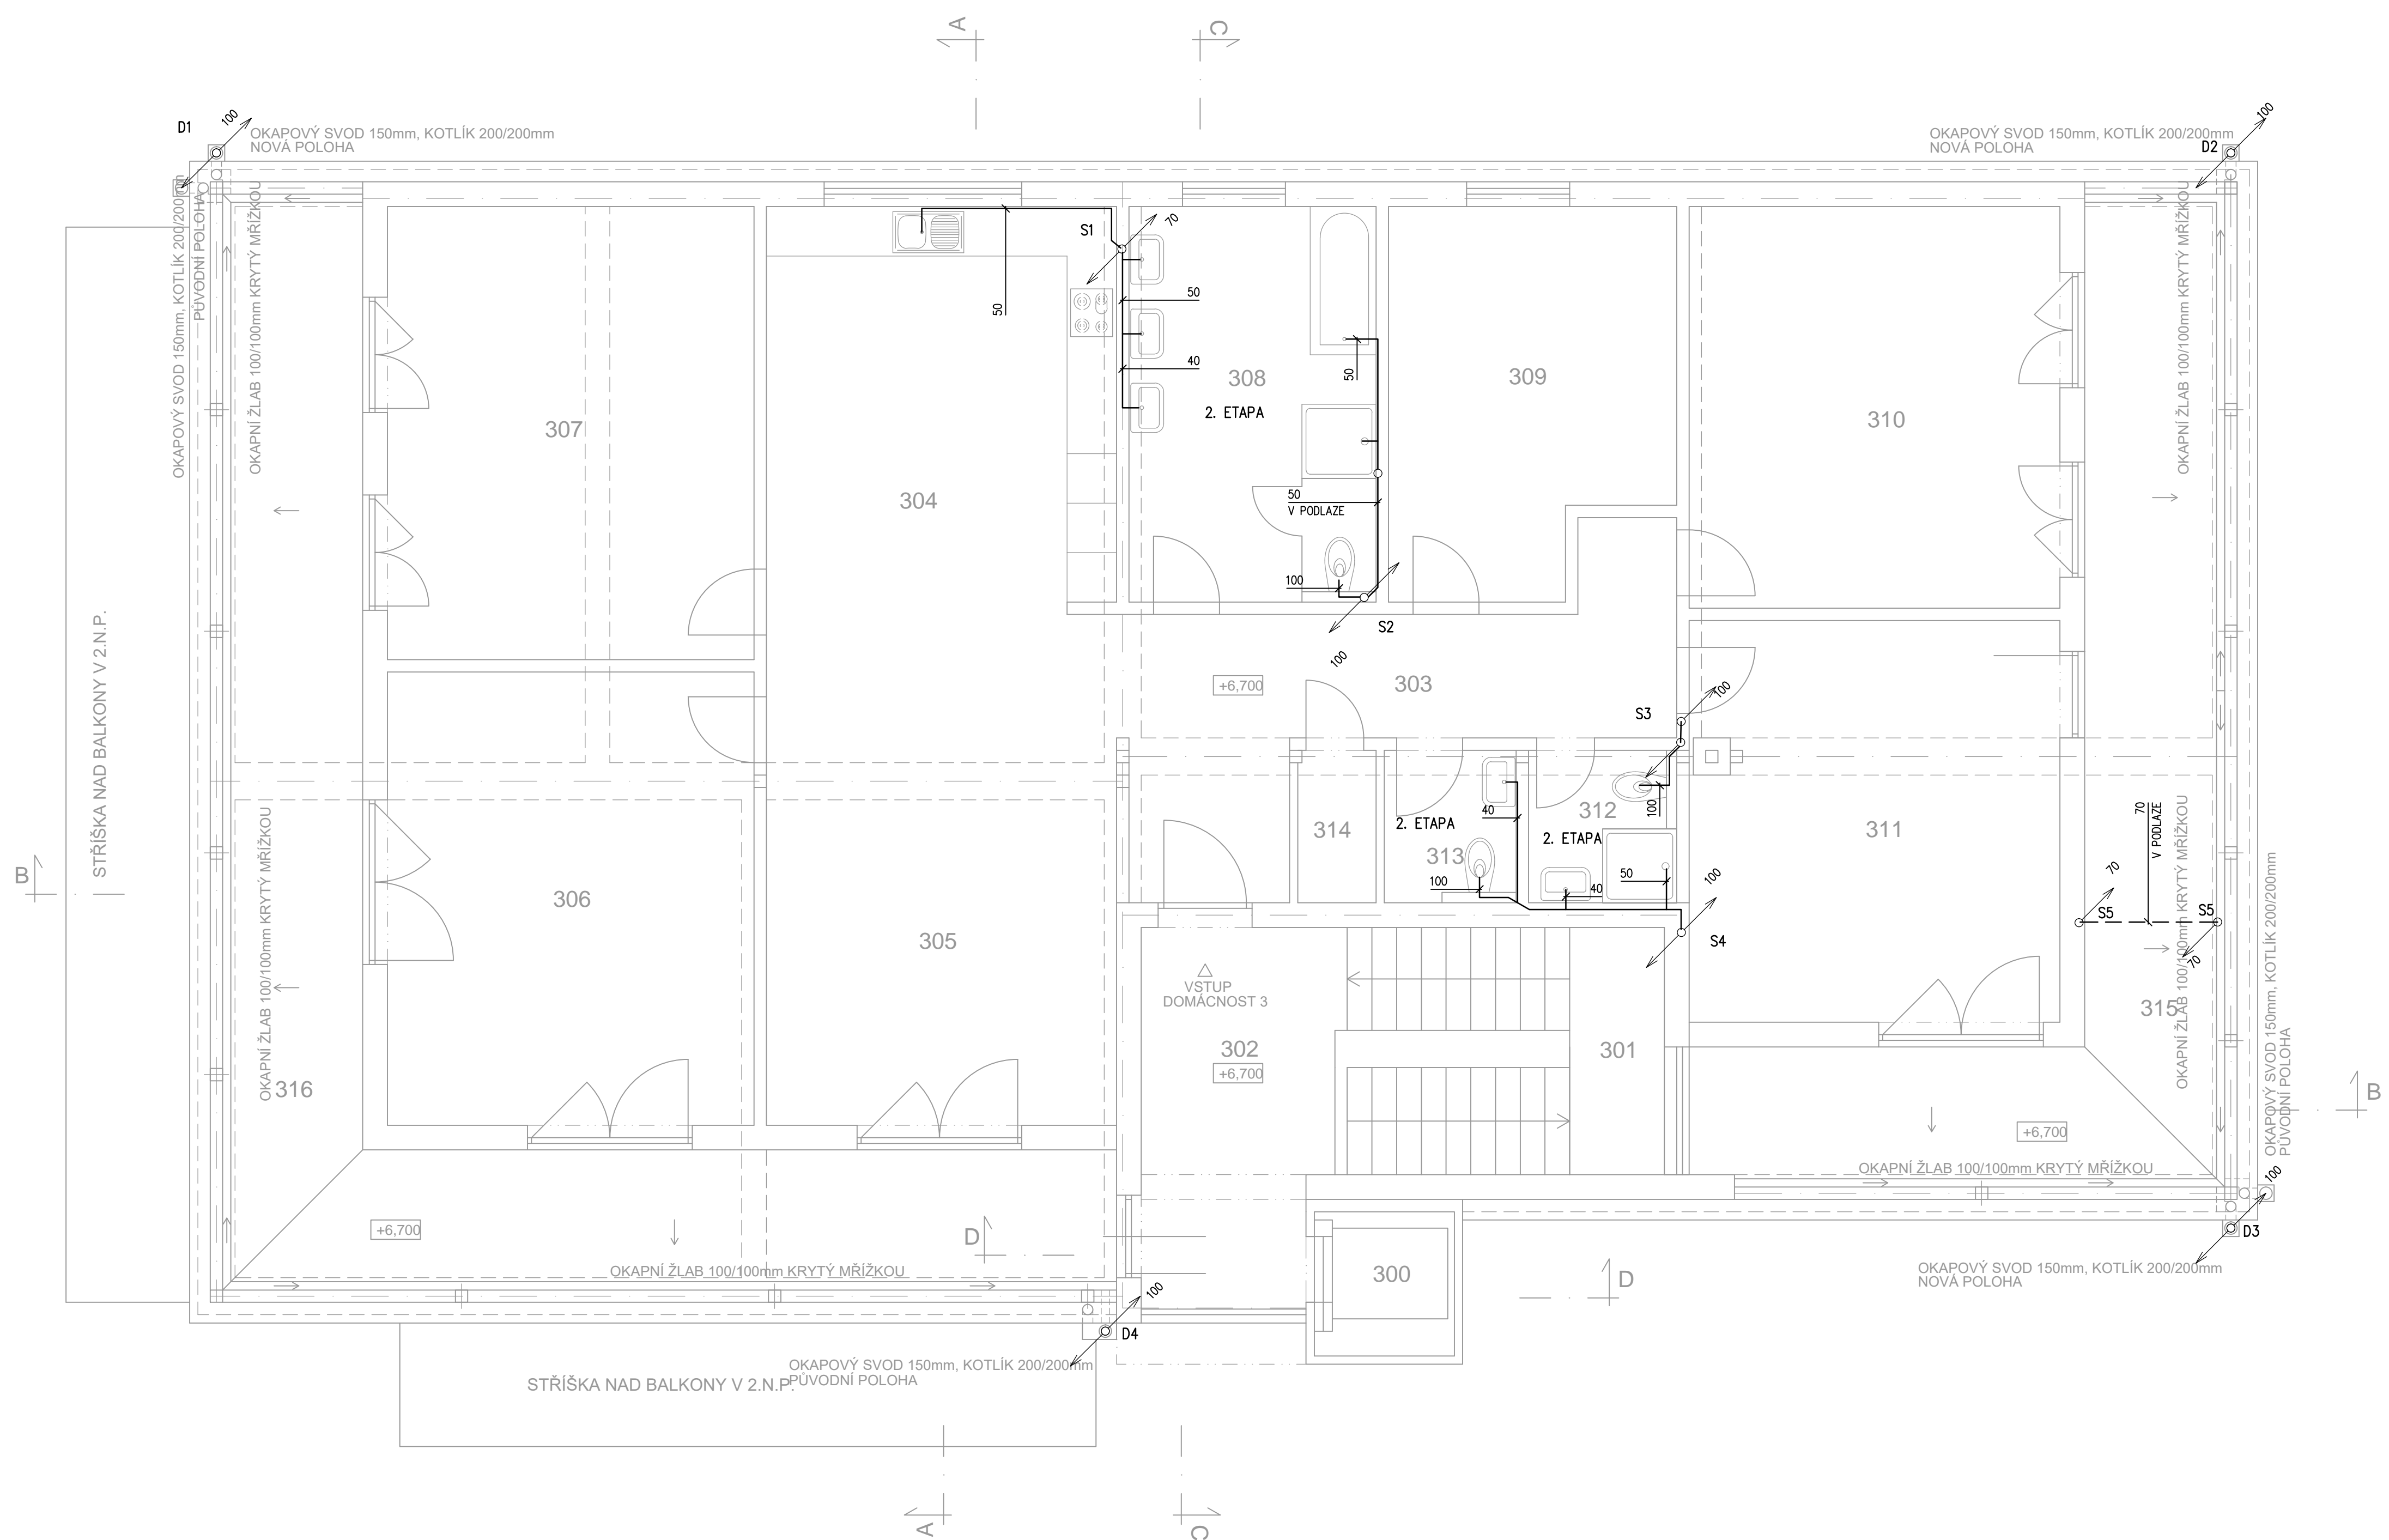 A
C
D1
100
OKAPOVÝ SVOD 150mm, KOTLÍK 200/200mm
NOVÁ POLOHA
OKAPOVÝ SVOD 150mm, KOTLÍK 200/200mm
NOVÁ POLOHA
D2
100
OKAPOVÝ SVOD 150mm, KOTLÍK 200/200mm
PŮVODNÍ POLOHA
OKAPNÍ ŽLAB 100/100mm KRYTÝ MŘÍŽKOU
OKAPNÍ ŽLAB 100/100mm KRYTÝ MŘÍŽKOU
S1
70
50
50
40
50
307
304
308
2. ETAPA
309
310
50
V PODLAZE
100
S2
100
STŘÍŠKA NAD BALKONY V 2.N.P.
+6,700
303
S3
100
314
2. ETAPA
313
40
100
312
2. ETAPA
100
40
50
100
S4
311
70
V PODLAZE
70
S5
S5
70
OKAPNÍ ŽLAB 100/100mm KRYTÝ MŘÍŽKOU
OKAPNÍ ŽLAB 100/100mm KRYTÝ MŘÍŽKOU
OKAPOVÝ SVOD 150mm, KOTLÍK 200/200mm
PŮVODNÍ POLOHA
B
306
305
VSTUP
DOMÁCNOST 3
302
+6,700
301
315
316
B
+6,700
OKAPNÍ ŽLAB 100/100mm KRYTÝ MŘÍŽKOU
100
D3
+6,700
D
OKAPNÍ ŽLAB 100/100mm KRYTÝ MŘÍŽKOU
100
D4
300
D
OKAPOVÝ SVOD 150mm, KOTLÍK 200/200mm
NOVÁ POLOHA
OKAPOVÝ SVOD 150mm, KOTLÍK 200/200mm
PŮVODNÍ POLOHA
STŘÍŠKA NAD BALKONY V 2.N.P.
A
C